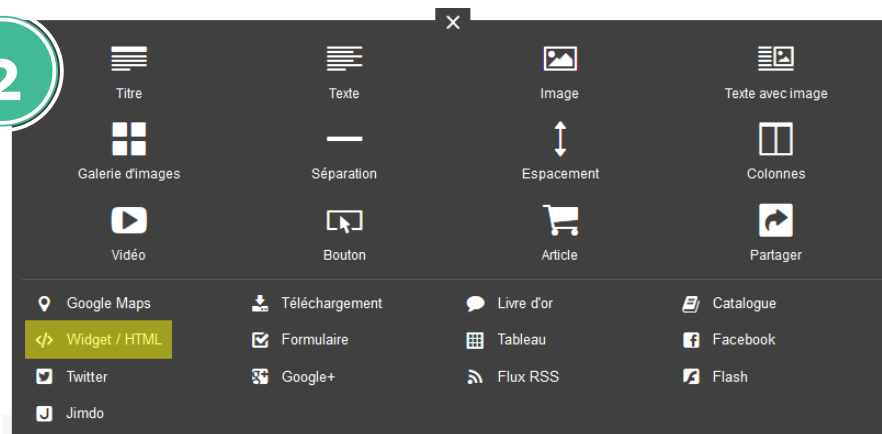 2
Titre Texte Image Texte avec image
Galerie d'images Séparation Espacement Colonnes
Vidéo Bouton Article Partager
Google Maps Téléchargement Livre d'or Catalogue
Widget / HTML Formulaire Tableau Facebook
Twitter Google+ Flux RSS Flash
Jimdo